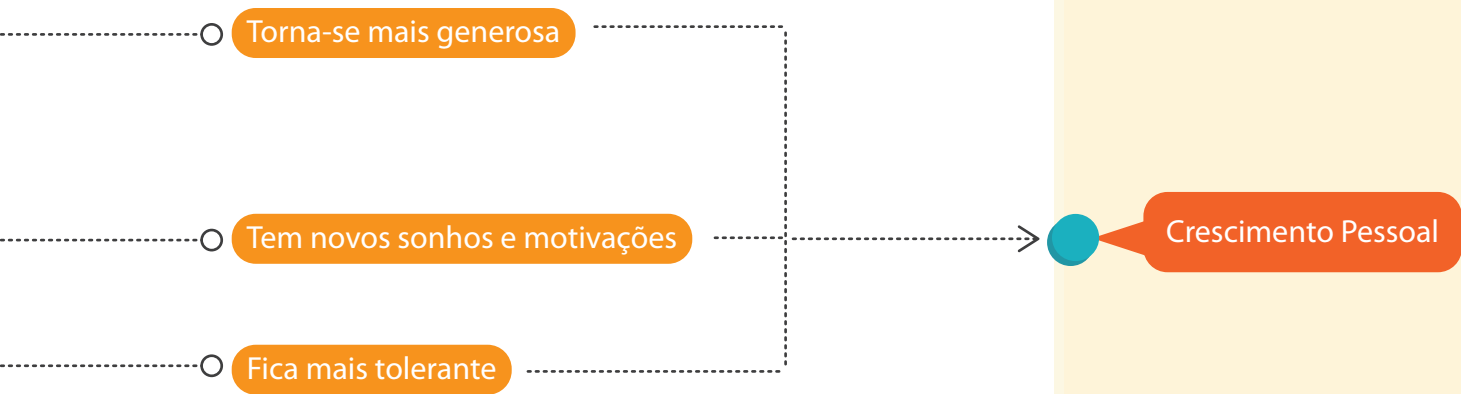 Torna-se mais generosa
Tem novos sonhos e motivações
Crescimento Pessoal
Fica mais tolerante